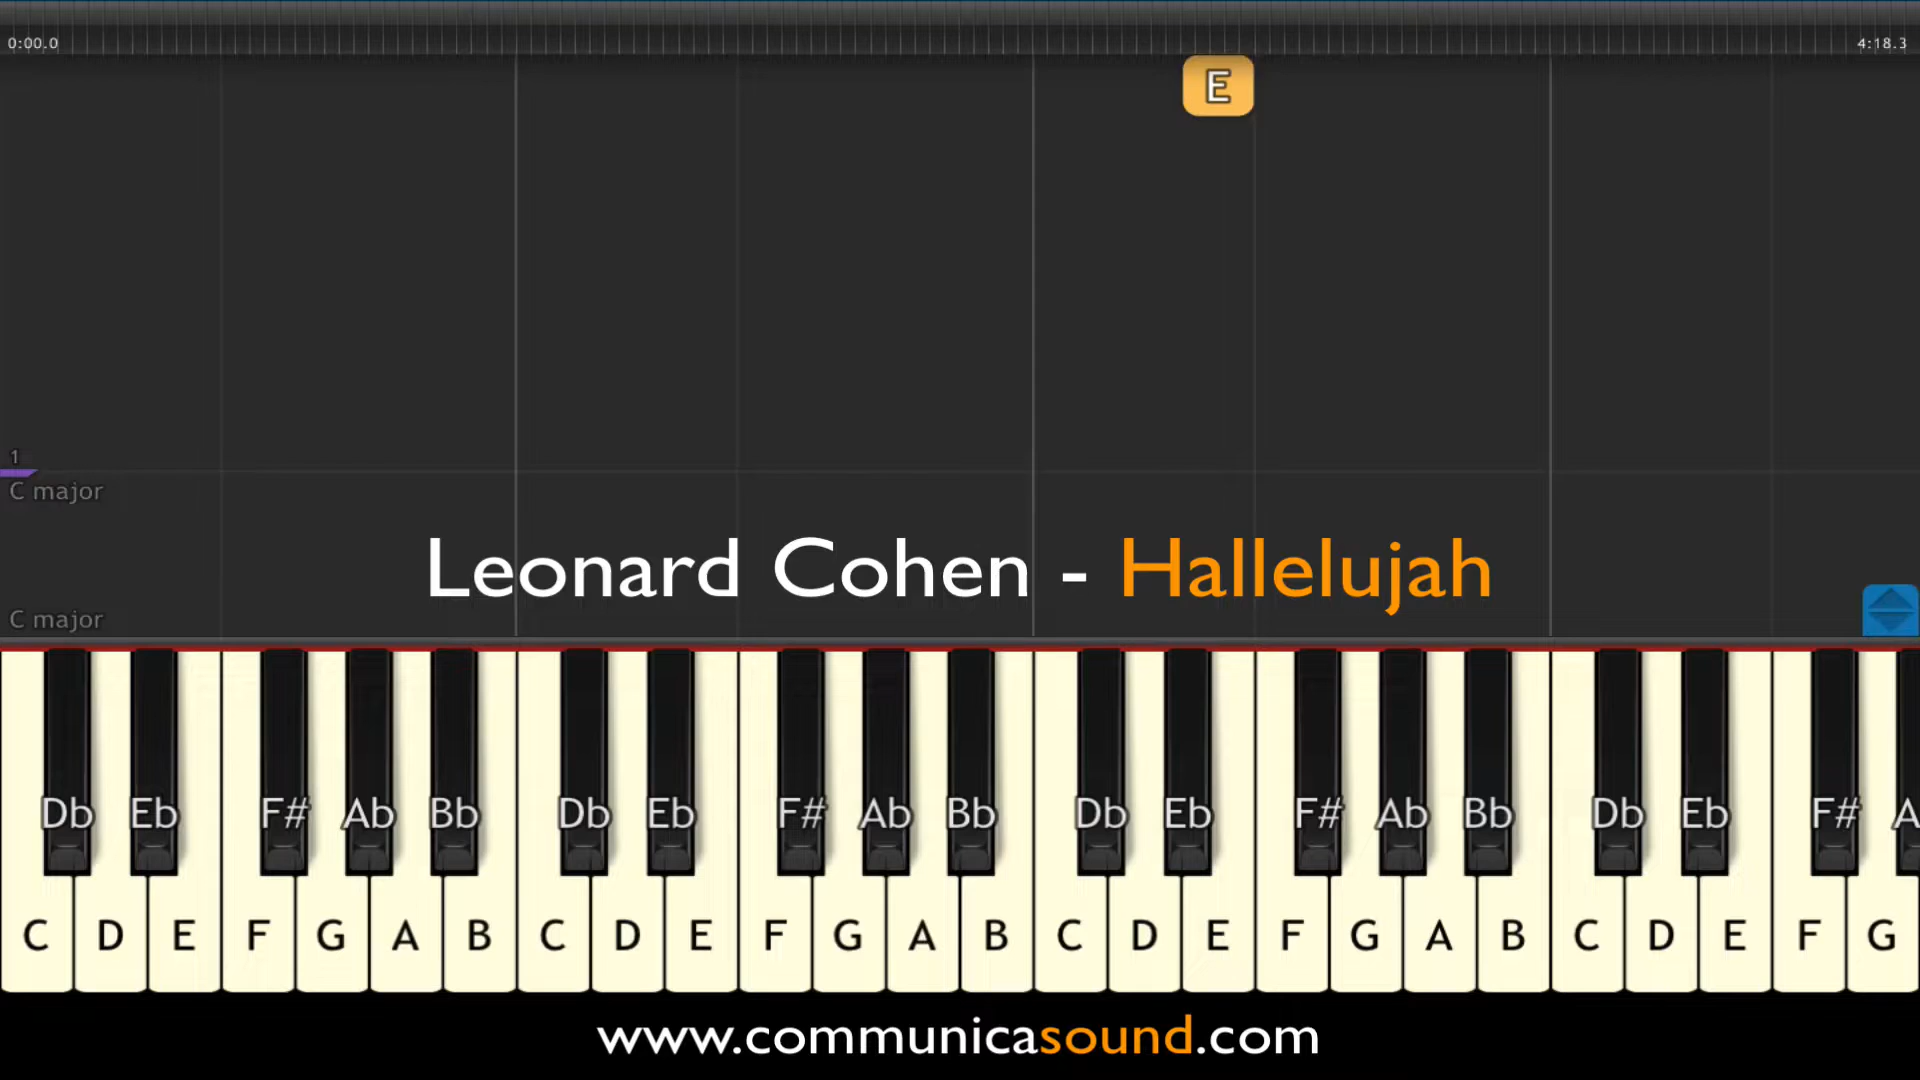 0:00.0 4:18.3
E
1
C major
Leonard Cohen - Hallelujah
C major
Db Eb F# Ab Bb Db Eb F# Ab Bb Db Eb F# Ab Bb Db Eb F# A
C D E F G A B C D E F G A B C D E F G A B C D E F G
www.communicasound.com